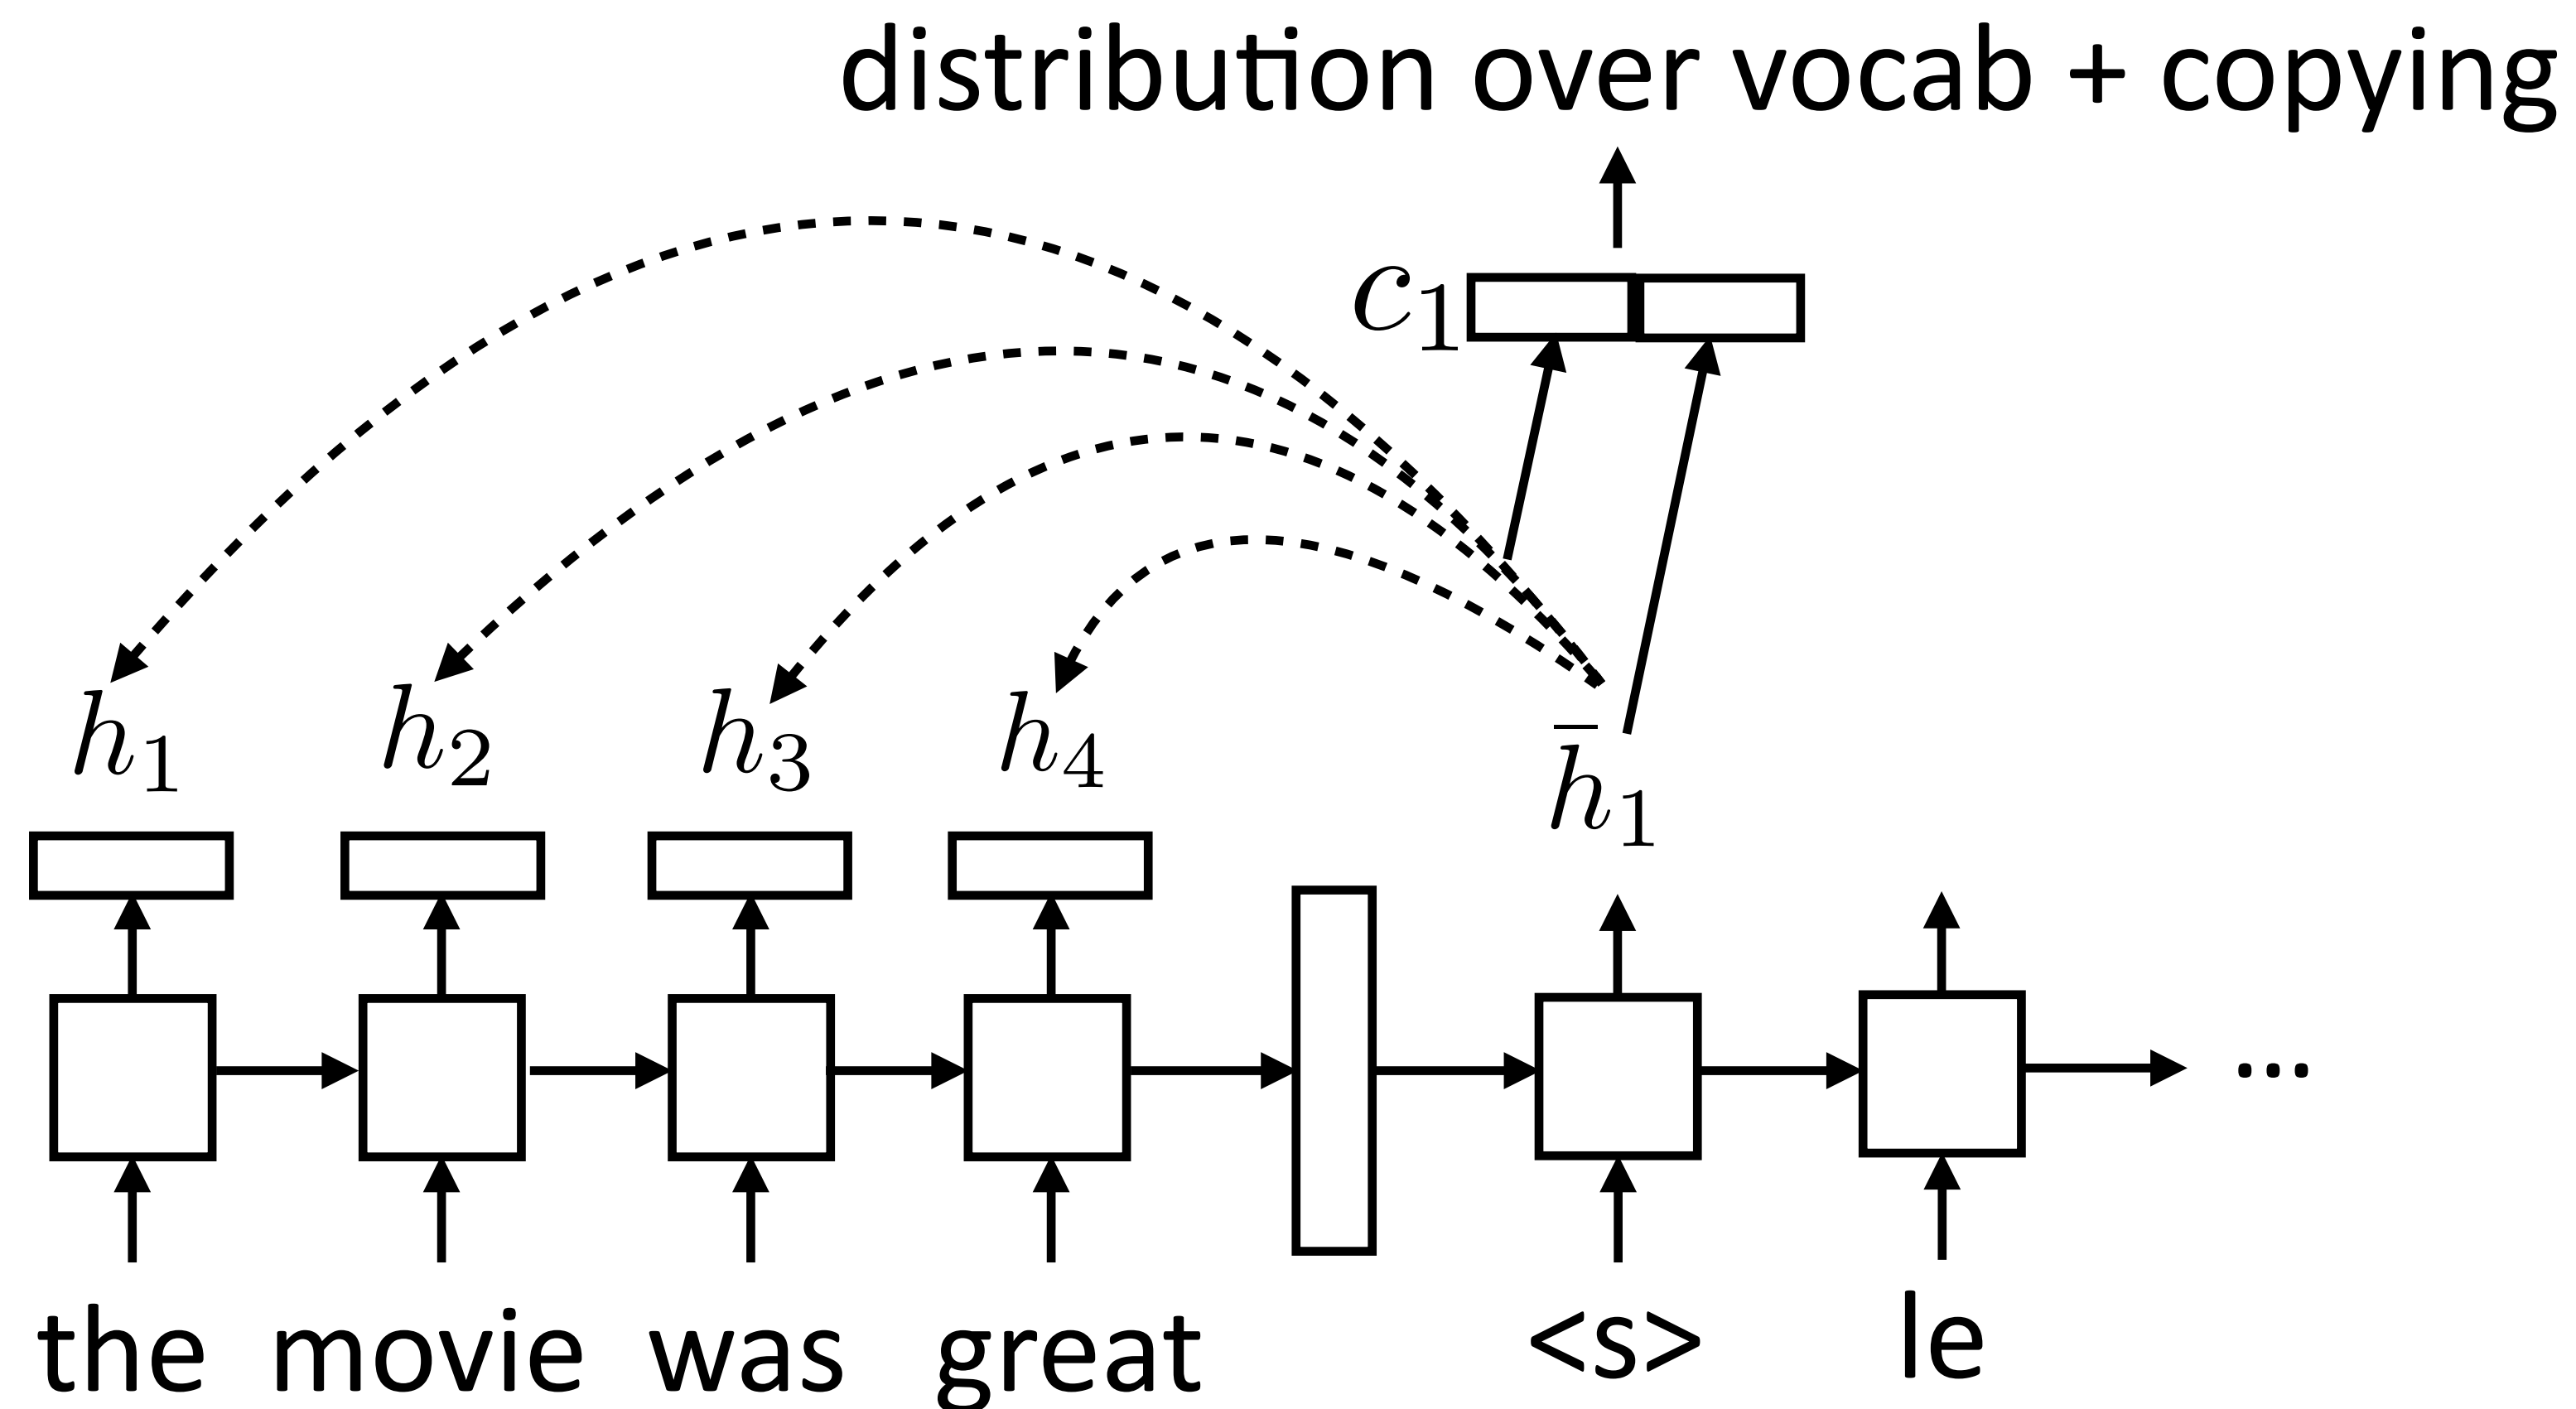 distribution over vocab + copying
c₁
h₁ h₂ h₃ h₄
h̄₁
...
the movie was great <s> le